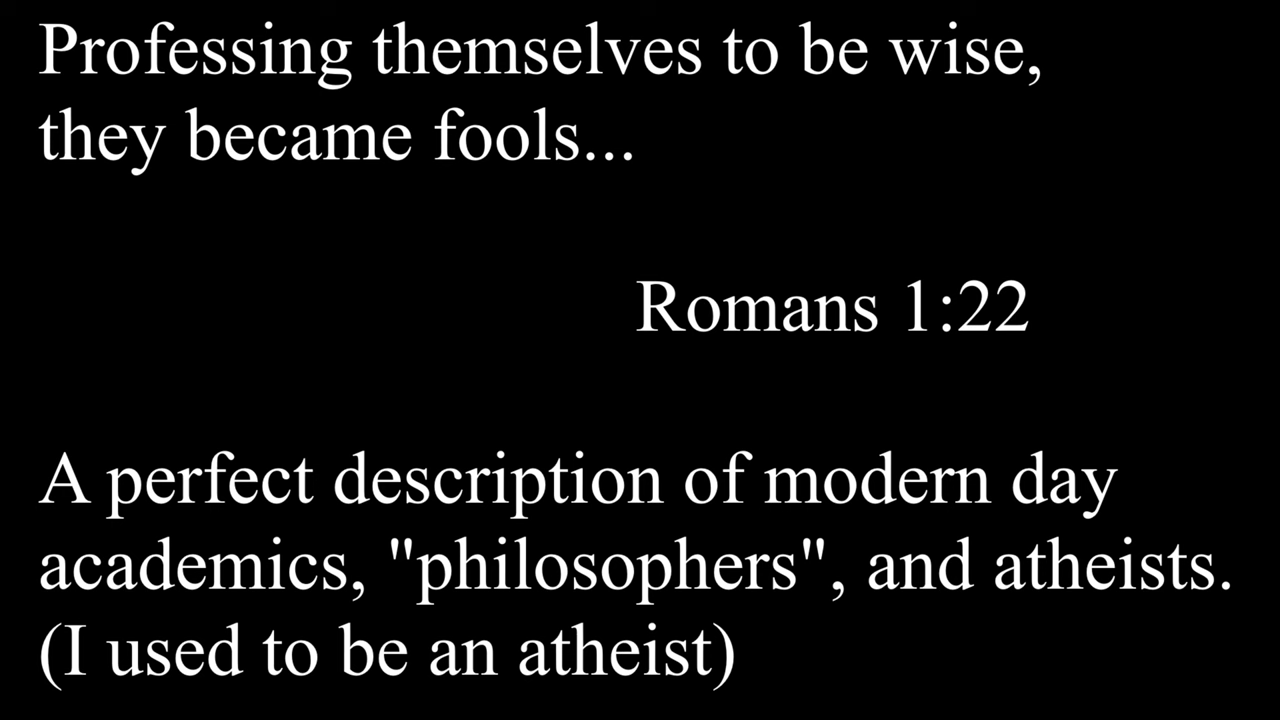 Professing themselves to be wise,
they became fools...
Romans 1:22
A perfect description of modern day
academics, "philosophers", and atheists.
(I used to be an atheist)